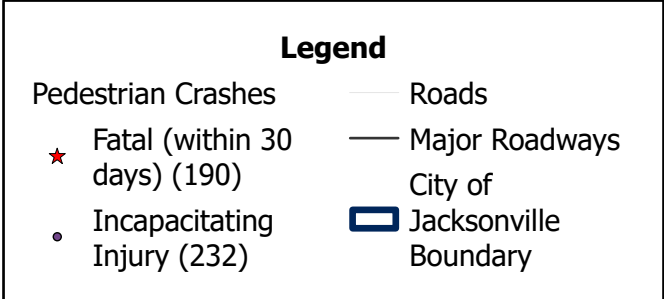 Legend
Pedestrian Crashes
Fatal (within 30
days) (190)
Incapacitating
Injury (232)
Roads
Major Roadways
City of
Jacksonville
Boundary